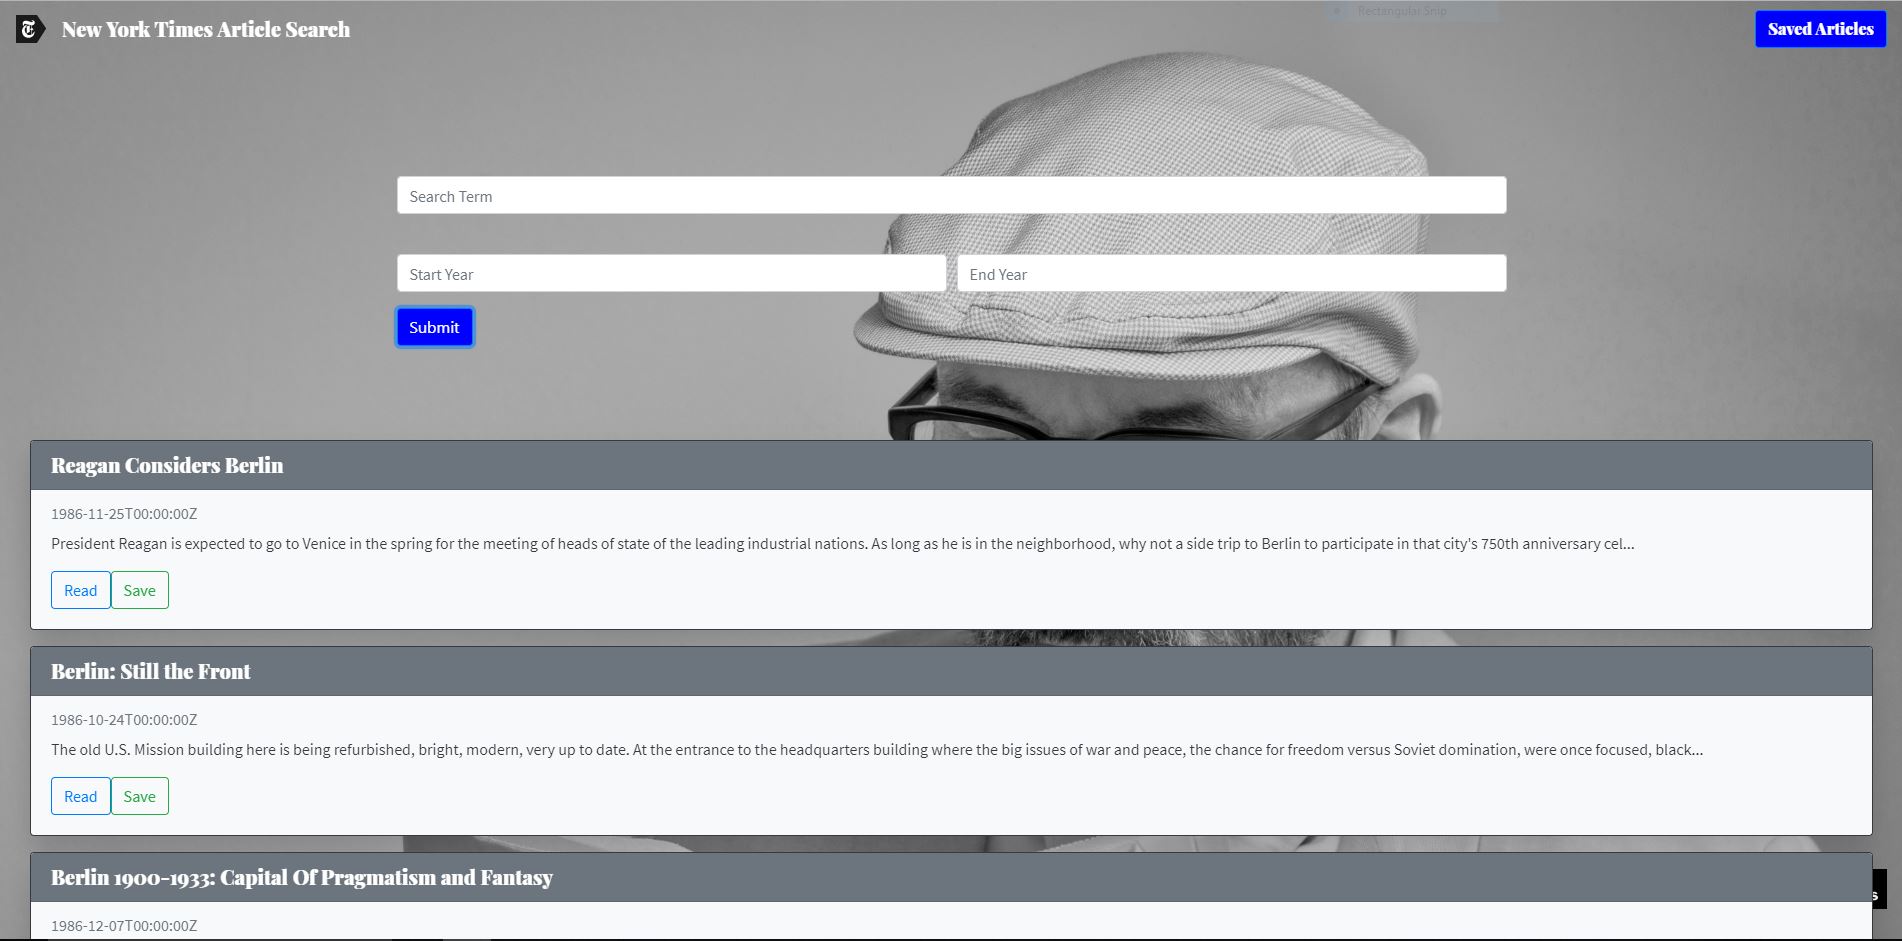 Rectangular Snip
New York Times Article Search
Saved Articles
Search Term
Start Year
End Year
Submit
Reagan Considers Berlin
1986-11-25T00:00:00Z
President Reagan is expected to go to Venice in the spring for the meeting of heads of state of the leading industrial nations. As long as he is in the neighborhood, why not a side trip to Berlin to participate in that city's 750th anniversary cel...
Read
Save
Berlin: Still the Front
1986-10-24T00:00:00Z
The old U.S. Mission building here is being refurbished, bright, modern, very up to date. At the entrance to the headquarters building where the big issues of war and peace, the chance for freedom versus Soviet domination, were once focused, black...
Read
Save
Berlin 1900-1933: Capital Of Pragmatism and Fantasy
1986-12-07T00:00:00Z